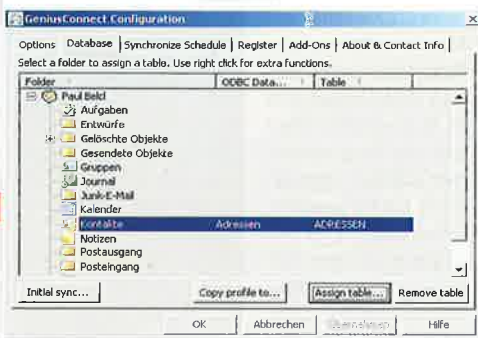 GeniusConnect Configuration
Options Database Synchronize Schedule Register Add-Ons About & Contact Info
Select a folder to assign a table. Use right click for extra functions.
Folder ODBC Data... Table
Paul Belcl
Aufgaben
Entwürfe
Gelöschte Objekte
Gesendete Objekte
Gruppen
Journal
Junk-E-Mail
Kalender
Kontakte Adressen ADRESSEN
Notizen
Postausgang
Posteingang
Initial sync... Copy profile to... Assign table... Remove table
OK Abbrechen Übernehmen Hilfe